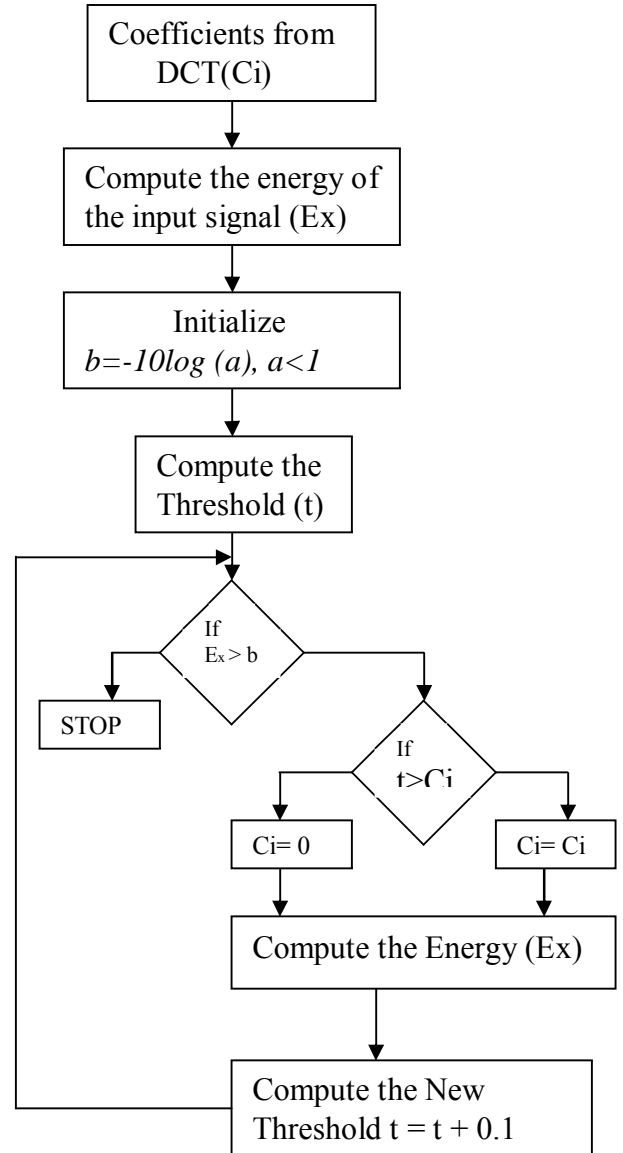 Coefficients from
DCT(Ci)
Compute the energy of
the input signal (Ex)
Initialize
b=-10log (a), a<1
Compute the
Threshold (t)
If
Ex > b
STOP
If
t>Ci
Ci= 0
Ci= Ci
Compute the Energy (Ex)
Compute the New
Threshold t = t + 0.1